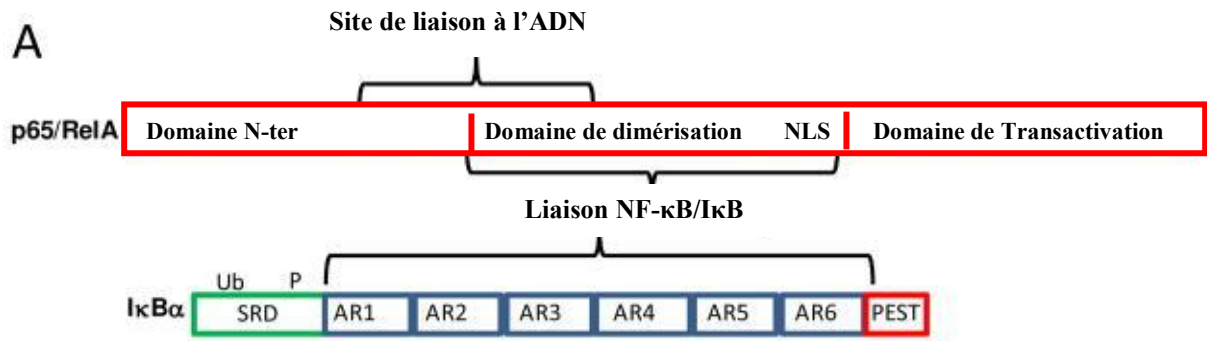 A
Site de liaison à l'ADN
p65/RelA Domaine N-ter Domaine de dimérisation NLS Domaine de Transactivation
Liaison NF-κB/IκB
Ub P
IκBα SRD AR1 AR2 AR3 AR4 AR5 AR6 PEST